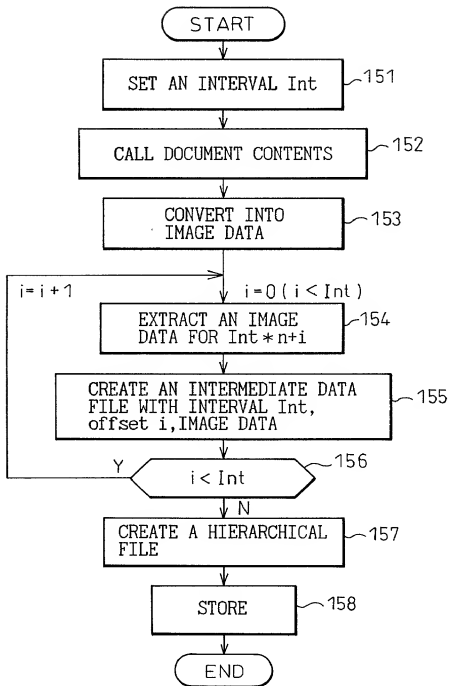 START
SET AN INTERVAL Int
151
CALL DOCUMENT CONTENTS
152
CONVERT INTO
IMAGE DATA
153
i=i+1
i=0(i<Int)
EXTRACT AN IMAGE
DATA FOR Int*n+i
154
CREATE AN INTERMEDIATE DATA
FILE WITH INTERVAL Int,
offset i,IMAGE DATA
155
Y
i<Int
156
N
CREATE A HIERARCHICAL
FILE
157
STORE
158
END